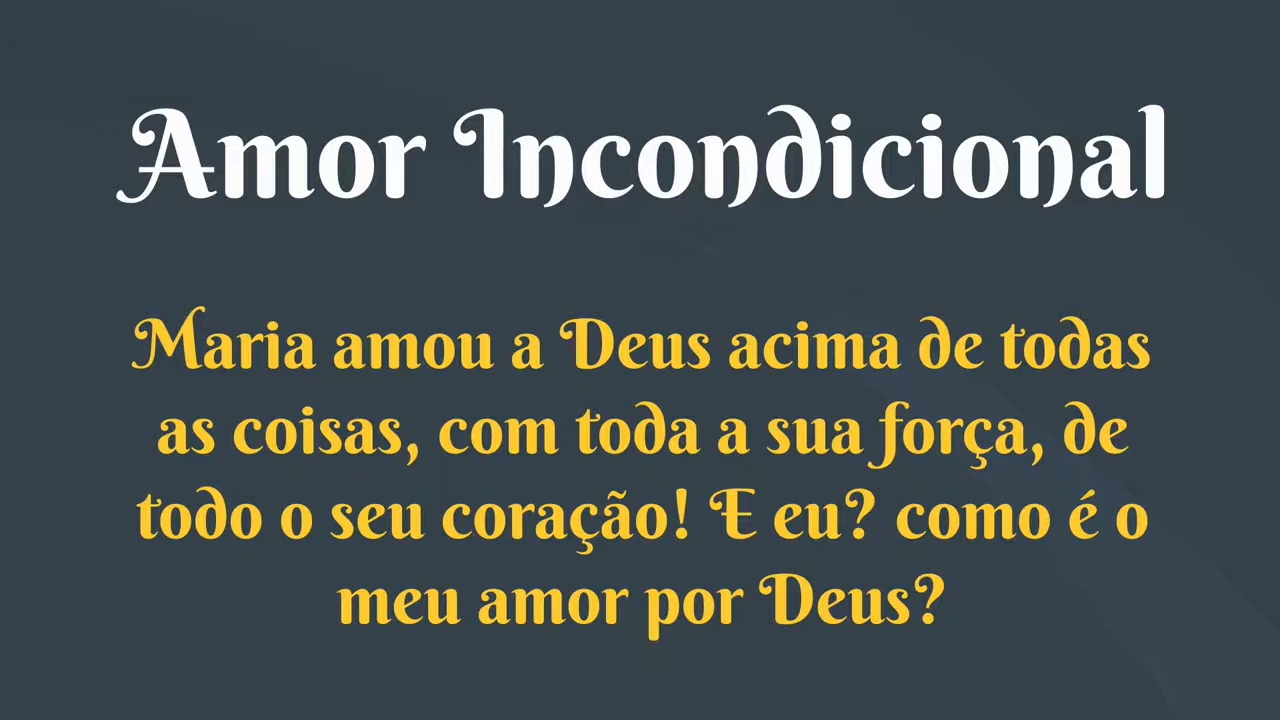 Amor Incondicional
Maria amou a Deus acima de todas
as coisas, com toda a sua força, de
todo o seu coração! E eu? como é o
meu amor por Deus?